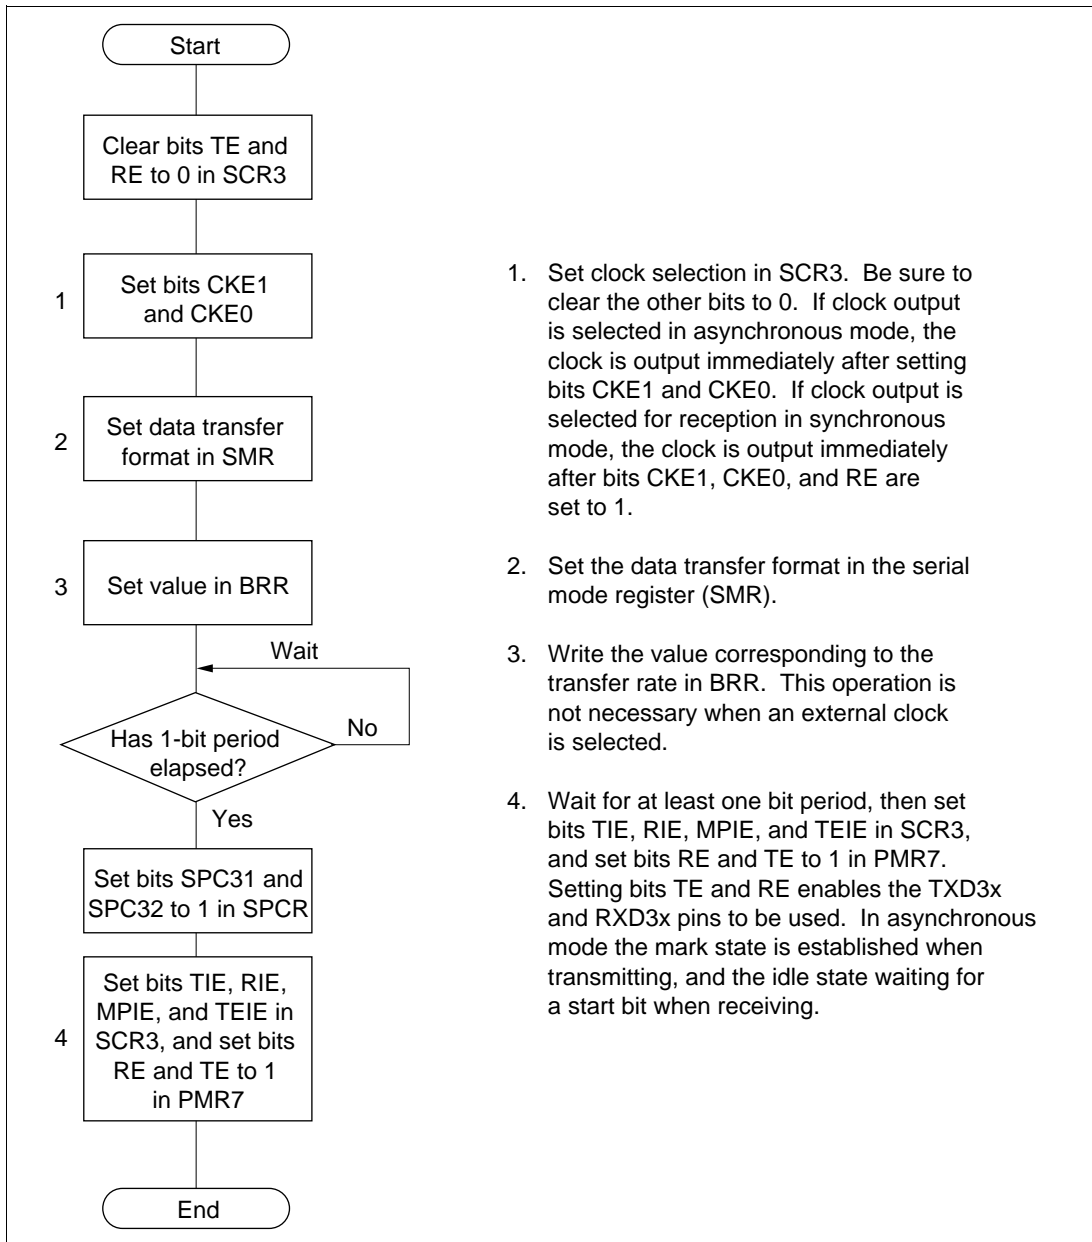 Start
Clear bits TE and
RE to 0 in SCR3
1
Set bits CKE1
and CKE0
2
Set data transfer
format in SMR
3
Set value in BRR
Wait
Has 1-bit period
elapsed?
No
Yes
Set bits SPC31 and
SPC32 to 1 in SPCR
4
Set bits TIE, RIE,
MPIE, and TEIE in
SCR3, and set bits
RE and TE to 1
in PMR7
End
1. Set clock selection in SCR3. Be sure to
clear the other bits to 0. If clock output
is selected in asynchronous mode, the
clock is output immediately after setting
bits CKE1 and CKE0. If clock output is
selected for reception in synchronous
mode, the clock is output immediately
after bits CKE1, CKE0, and RE are
set to 1.
2. Set the data transfer format in the serial
mode register (SMR).
3. Write the value corresponding to the
transfer rate in BRR. This operation is
not necessary when an external clock
is selected.
4. Wait for at least one bit period, then set
bits TIE, RIE, MPIE, and TEIE in SCR3,
and set bits RE and TE to 1 in PMR7.
Setting bits TE and RE enables the TXD3x
and RXD3x pins to be used. In asynchronous
mode the mark state is established when
transmitting, and the idle state waiting for
a start bit when receiving.